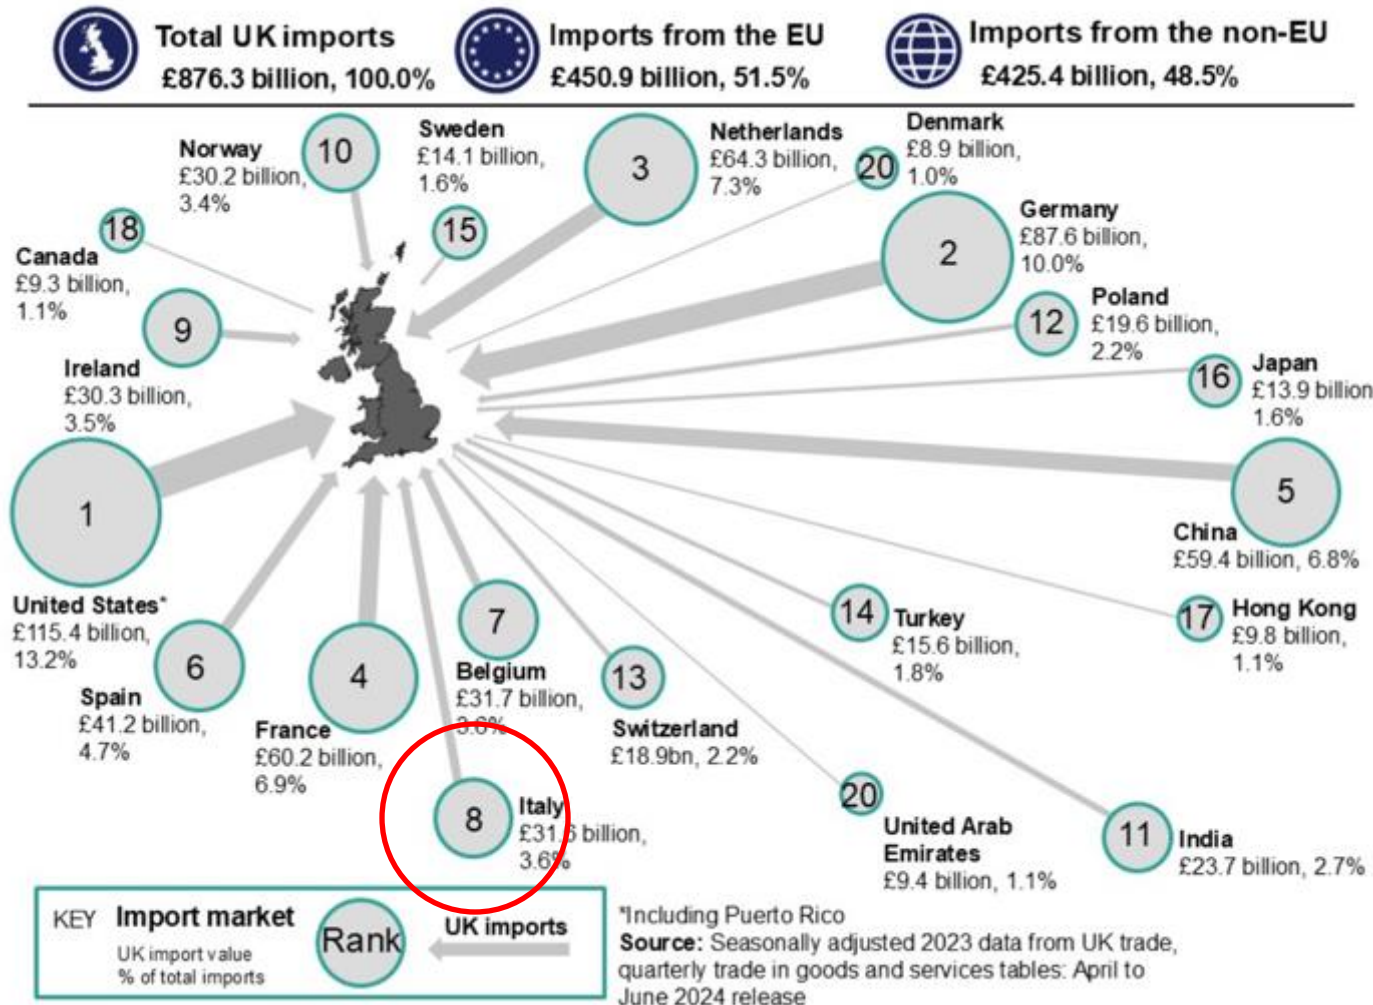 Total UK imports
£876.3 billion, 100.0%
Imports from the EU
£450.9 billion, 51.5%
Imports from the non-EU
£425.4 billion, 48.5%
Norway
£30.2 billion,
3.4%
10
Sweden
£14.1 billion,
1.6%
15
3
Netherlands
£64.3 billion,
7.3%
20
Denmark
£8.9 billion,
1.0%
2
Germany
£87.6 billion,
10.0%
18
Canada
£9.3 billion,
1.1%
9
Ireland
£30.3 billion,
3.5%
12
Poland
£19.6 billion,
2.2%
16
Japan
£13.9 billion
1.6%
1
United States*
£115.4 billion,
13.2%
5
China
£59.4 billion, 6.8%
6
Spain
£41.2 billion,
4.7%
4
France
£60.2 billion,
6.9%
7
Belgium
£31.7 billion,
3.6%
13
Switzerland
£18.9bn, 2.2%
14
Turkey
£15.6 billion,
1.8%
17
Hong Kong
£9.8 billion,
1.1%
8
Italy
£31.6 billion,
3.6%
20
United Arab
Emirates
£9.4 billion, 1.1%
11
India
£23.7 billion, 2.7%
KEY
Import market
UK import value
% of total imports
Rank
UK imports
*Including Puerto Rico
Source: Seasonally adjusted 2023 data from UK trade,
quarterly trade in goods and services tables: April to
June 2024 release